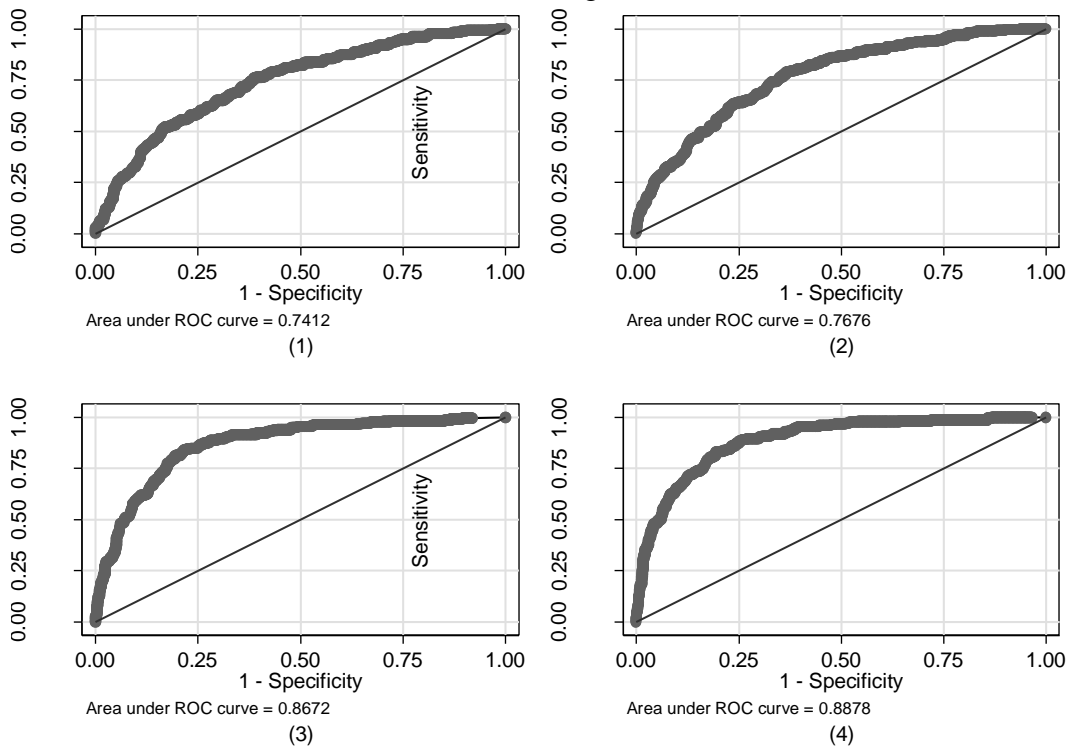 1.00
0.75
0.50
0.25
0.00
Sensitivity
0.00 0.25 0.50 0.75 1.00
1 - Specificity
Area under ROC curve = 0.7412
(1)
1.00
0.75
0.50
0.25
0.00
0.00 0.25 0.50 0.75 1.00
1 - Specificity
Area under ROC curve = 0.7676
(2)
1.00
0.75
0.50
0.25
0.00
Sensitivity
0.00 0.25 0.50 0.75 1.00
1 - Specificity
Area under ROC curve = 0.8672
(3)
1.00
0.75
0.50
0.25
0.00
0.00 0.25 0.50 0.75 1.00
1 - Specificity
Area under ROC curve = 0.8878
(4)